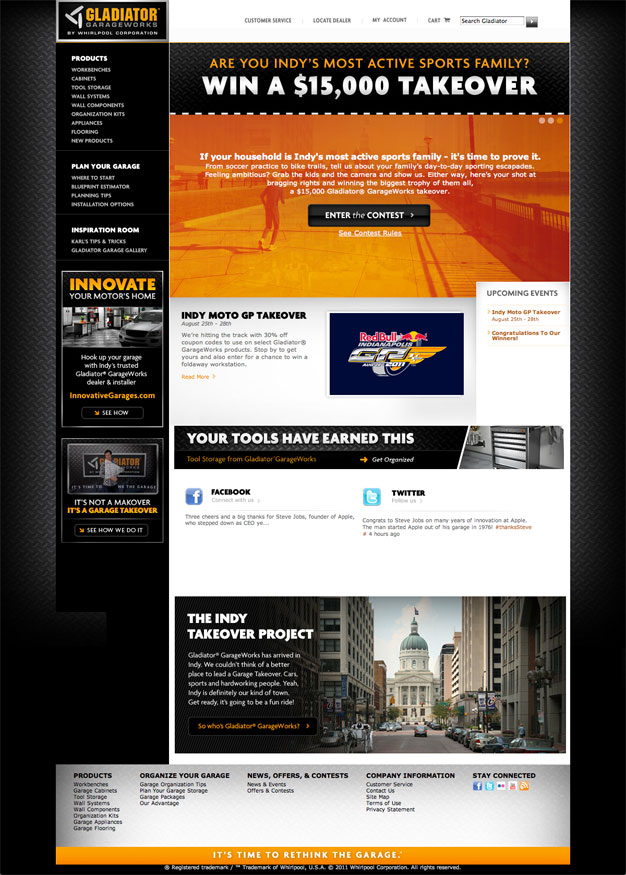 GLADIATOR®
GARAGEWORKS
BY WHIRLPOOL CORPORATION
CUSTOMER SERVICE | LOCATE DEALER | MY ACCOUNT | CART
Search Gladiator
PRODUCTS
WORKBENCHES
CABINETS
TOOL STORAGE
WALL SYSTEMS
WALL COMPONENTS
ORGANIZATION KITS
APPLIANCES
FLOORING
NEW PRODUCTS
PLAN YOUR GARAGE
WHERE TO START
BLUEPRINT ESTIMATOR
PLANNING TIPS
INSTALLATION OPTIONS
INSPIRATION ROOM
KARL'S TIPS & TRICKS
GLADIATOR GARAGE GALLERY
INNOVATE
YOUR MOTOR'S HOME
Hook up your garage
with Indy's trusted
Gladiator® GarageWorks
dealer & installer
InnovativeGarages.com
SEE HOW
GLADIATOR
IT'S TIME TO THE GARAGE.
IT'S NOT A MAKOVER
IT'S A GARAGE TAKEOVER
SEE HOW WE DO IT
ARE YOU INDY'S MOST ACTIVE SPORTS FAMILY?
WIN A $15,000 TAKEOVER
If your household is Indy's most active sports family - it's time to prove it.
From soccer practice to bike trails, tell us about your family's day-to-day sporting escapades.
Feeling ambitious? Grab the kids and the camera and show us. Either way, here's your shot at
bragging rights and winning the biggest trophy of them all,
a $15,000 Gladiator® GarageWorks takeover.
ENTER the CONTEST >
See Contest Rules
INDY MOTO GP TAKEOVER
August 25th - 28th
We're hitting the track with 30% off
coupon codes to use on select Gladiator®
GarageWorks products. Stop by to get
yours and also enter for a chance to win a
foldaway workstation.
Read More >
Red Bull
INDIANAPOLIS
GP
AUGUST 2011
UPCOMING EVENTS
Indy Moto GP Takeover
August 25th - 28th
Congratulations To Our
Winners!
YOUR TOOLS HAVE EARNED THIS
Tool Storage from Gladiator® GarageWorks
Get Organized
FACEBOOK
Connect with us >
Three cheers and a big thanks for Steve Jobs, founder of Apple,
who stepped down as CEO ye...
TWITTER
Follow us >
Congrats to Steve Jobs on many years of innovation at Apple.
The man started Apple out of his garage in 1976! #thanksSteve
# 4 hours ago
THE INDY
TAKEOVER PROJECT
Gladiator® GarageWorks has arrived in
Indy. We couldn't think of a better
place to lead a Garage Takeover. Cars,
sports and hardworking people. Yeah,
Indy is definitely our kind of town.
Get ready, it's going to be a fun ride!
So who's Gladiator® GarageWorks? >
PRODUCTS
Workbenches
Garage Cabinets
Tool Storage
Wall Systems
Wall Components
Organization Kits
Garage Appliances
Garage Flooring
ORGANIZE YOUR GARAGE
Garage Organization Tips
Plan Your Garage Storage
Garage Packages
Our Advantage
NEWS, OFFERS, & CONTESTS
News & Events
Offers & Contests
COMPANY INFORMATION
Customer Service
Contact Us
Site Map
Terms of Use
Privacy Statement
STAY CONNECTED
IT'S TIME TO RETHINK THE GARAGE.™
® Registered trademark / ™ Trademark of Whirlpool, U.S.A. © 2011 Whirlpool Corporation. All rights reserved.